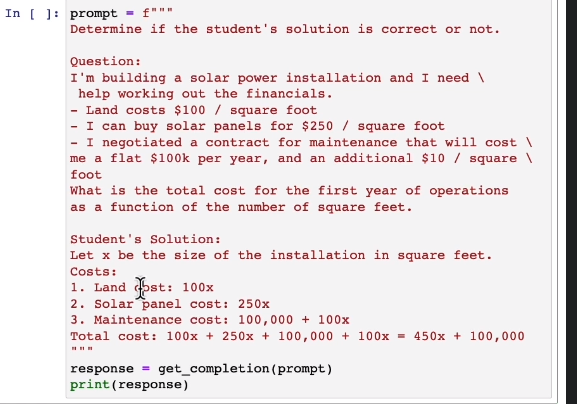 In [ ]: prompt = f"""
Determine if the student's solution is correct or not.
Question:
I'm building a solar power installation and I need \
 help working out the financials.
- Land costs $100 / square foot
- I can buy solar panels for $250 / square foot
- I negotiated a contract for maintenance that will cost \
me a flat $100k per year, and an additional $10 / square \
foot
What is the total cost for the first year of operations
as a function of the number of square feet.
Student's Solution:
Let x be the size of the installation in square feet.
Costs:
1. Land cost: 100x
2. Solar panel cost: 250x
3. Maintenance cost: 100,000 + 100x
Total cost: 100x + 250x + 100,000 + 100x = 450x + 100,000
"""
response = get_completion(prompt)
print(response)